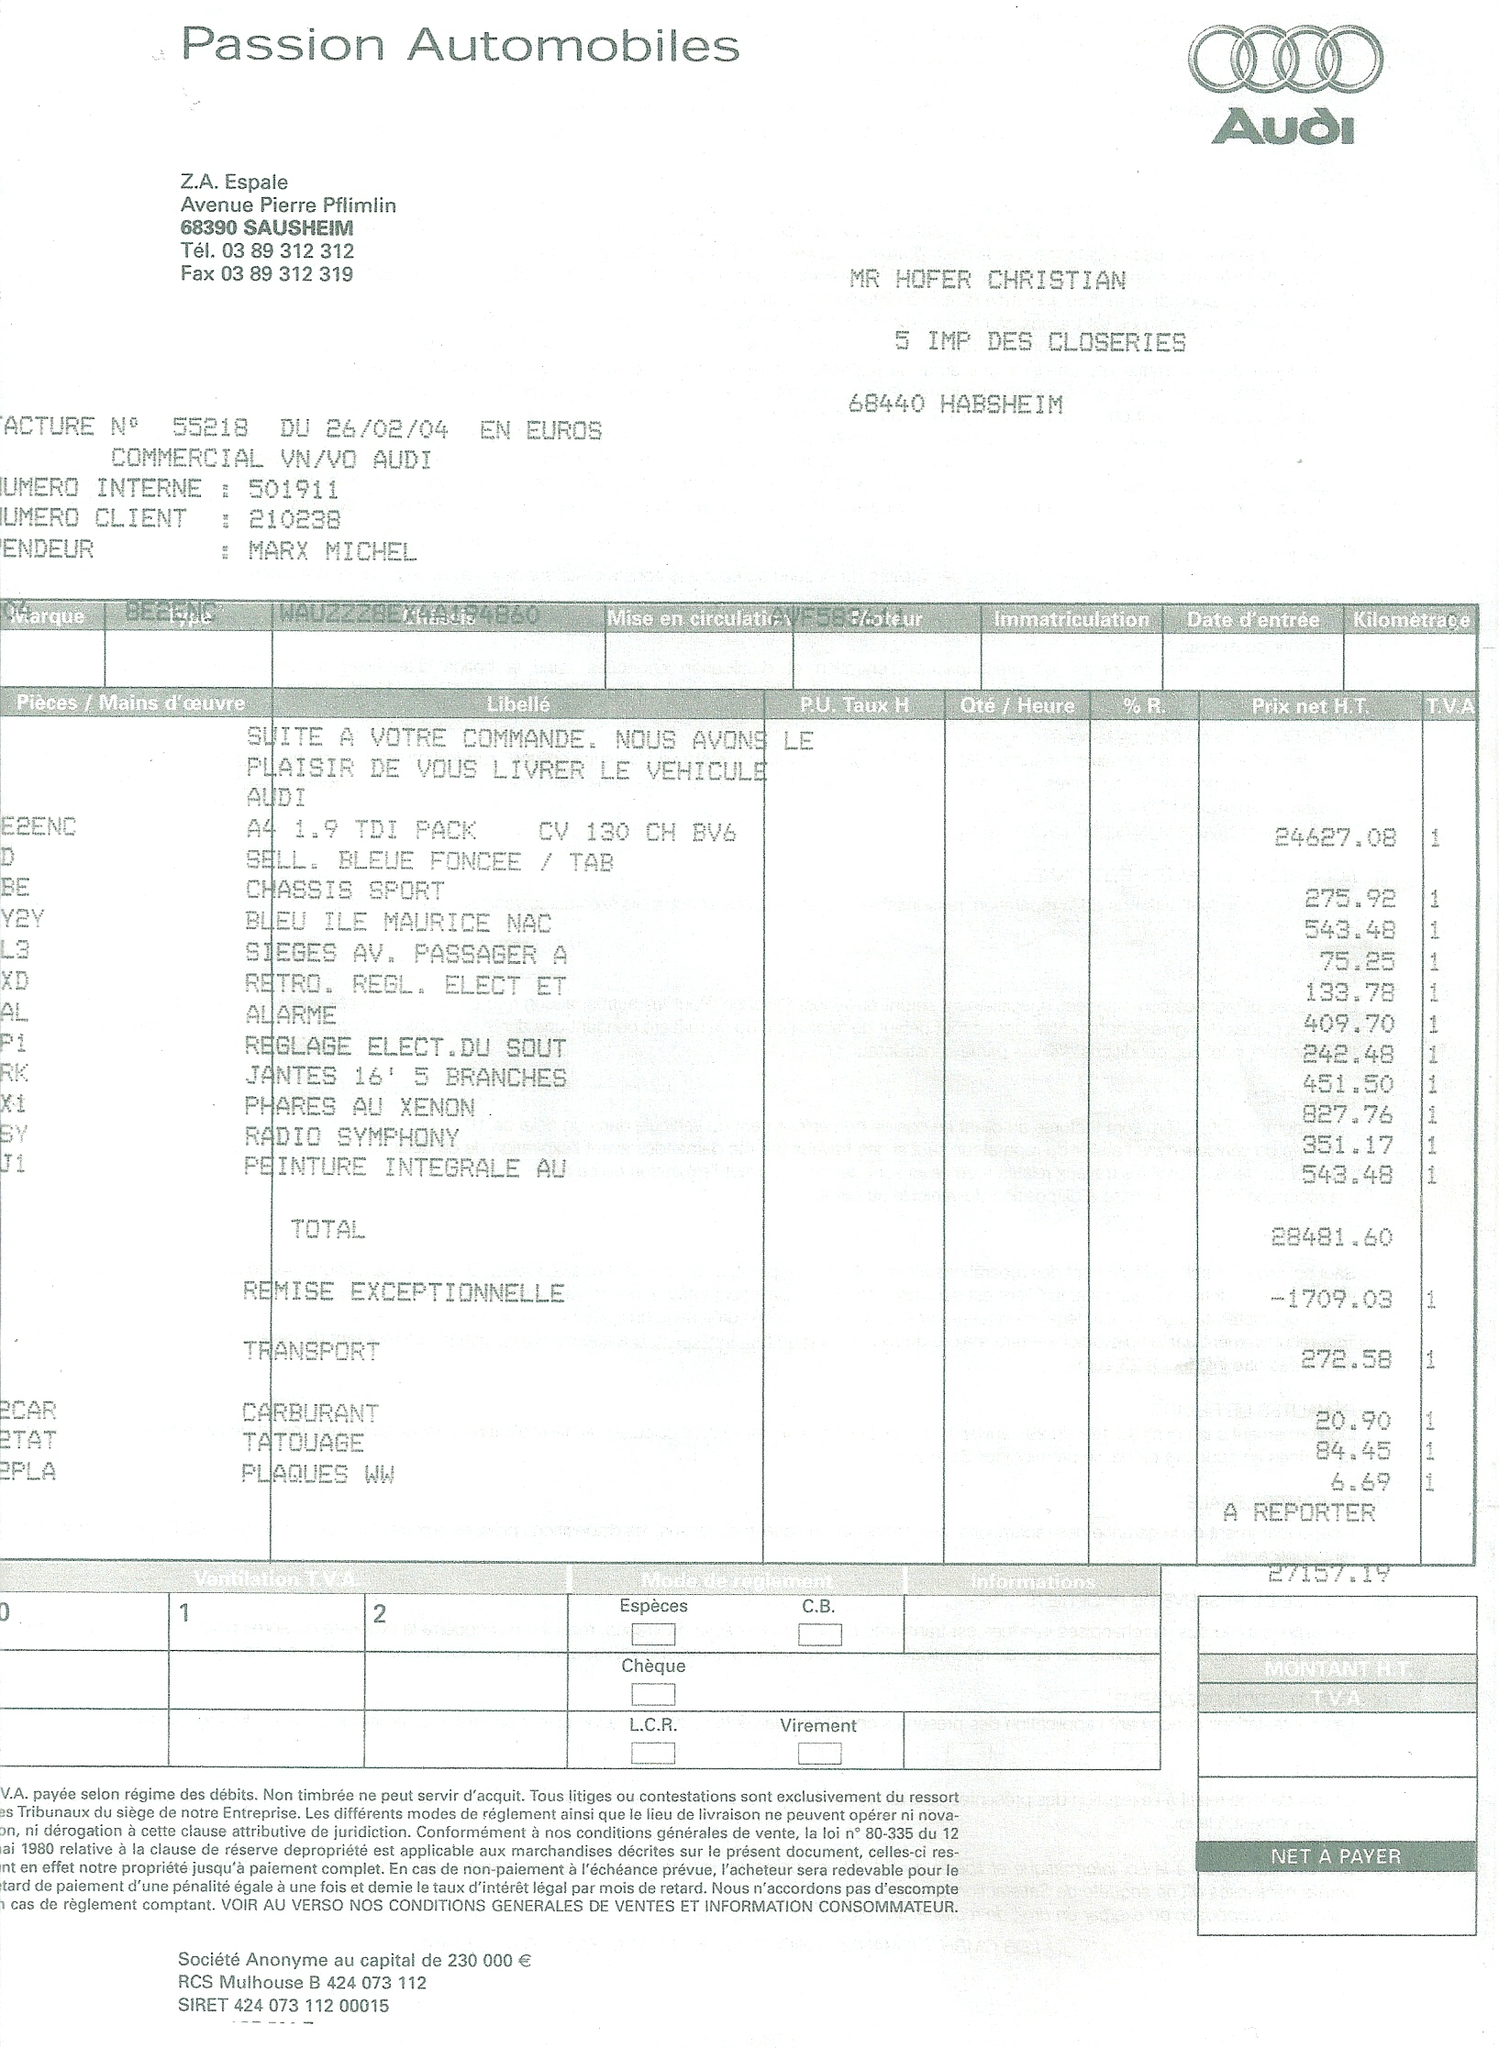 Passion Automobiles
Audi
Z.A. Espale
Avenue Pierre Pflimlin
68390 SAUSHEIM
Tél. 03 89 312 312
Fax 03 89 312 319
MR HOFER CHRISTIAN
5 IMP DES CLOSERIES
68440 HABSHEIM
ACTURE Nº 55218 DU 26/02/04 EN EUROS
COMMERCIAL VN/VO AUDI
UMERO INTERNE : 501911
UMERO CLIENT : 210238
ENDEUR : MARX MICHEL
04 8E2ENC WAUZZZ8EX4A194860 AVF583611 0
Marque Type Châssis Mise en circulation Moteur Immatriculation Date d'entrée Kilométrage
Pièces / Mains d'œuvre Libellé P.U. Taux H Qté / Heure % R. Prix net H.T. T.V.A
SUITE A VOTRE COMMANDE. NOUS AVONS LE
PLAISIR DE VOUS LIVRER LE VEHICULE
AUDI
E2ENC A4 1.9 TDI PACK CV 130 CH BV6 24627.08 1
D SELL. BLEUE FONCEE / TAB
BE CHASSIS SPORT 275.92 1
Y2Y BLEU ILE MAURICE NAC 543.48 1
L3 SIEGES AV. PASSAGER A 75.25 1
XD RETRO. REGL. ELECT ET 133.78 1
AL ALARME 409.70 1
P1 REGLAGE ELECT.DU SOUT 242.48 1
RK JANTES 16' 5 BRANCHES 451.50 1
X1 PHARES AU XENON 827.76 1
SY RADIO SYMPHONY 351.17 1
J1 PEINTURE INTEGRALE AU 543.48 1
TOTAL 28481.60
REMISE EXCEPTIONNELLE -1709.03 1
TRANSPORT 272.58 1
2CAR CARBURANT 20.90 1
2TAT TATOUAGE 84.45 1
2PLA PLAQUES WW 6.69 1
A REPORTER
27157.19
Ventilation T.V.A. Mode de reglement Informations
0 1 2 Espèces C.B.
Chèque
MONTANT H.T.
T.V.A.
L.C.R. Virement
NET A PAYER
.V.A. payée selon régime des débits. Non timbrée ne peut servir d'acquit. Tous litiges ou contestations sont exclusivement du ressort
es Tribunaux du siège de notre Entreprise. Les différents modes de réglement ainsi que le lieu de livraison ne peuvent opérer ni nova-
on, ni dérogation à cette clause attributive de juridiction. Conformément à nos conditions générales de vente, la loi n° 80-335 du 12
ai 1980 relative à la clause de réserve depropriété est applicable aux marchandises décrites sur le présent document, celles-ci res-
nt en effet notre propriété jusqu'à paiement complet. En cas de non-paiement à l'échéance prévue, l'acheteur sera redevable pour le
etard de paiement d'une pénalité égale à une fois et demie le taux d'intérêt légal par mois de retard. Nous n'accordons pas d'escompte
n cas de règlement comptant. VOIR AU VERSO NOS CONDITIONS GENERALES DE VENTES ET INFORMATION CONSOMMATEUR.
Société Anonyme au capital de 230 000 €
RCS Mulhouse B 424 073 112
SIRET 424 073 112 00015